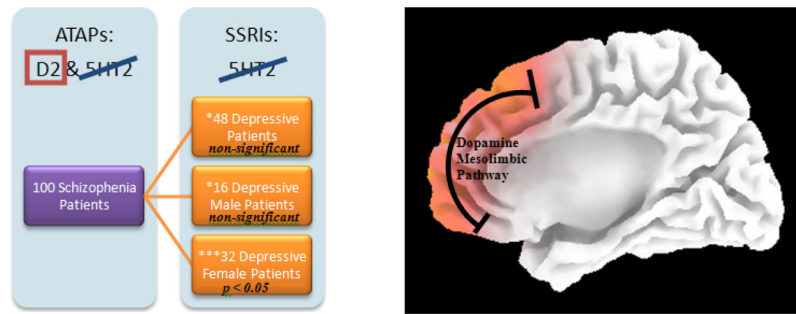 ATAPs:
D2 & 5HT2
SSRIs:
5HT2
100 Schizophenia
Patients
*48 Depressive
Patients
non-significant
*16 Depressive
Male Patients
non-significant
***32 Depressive
Female Patients
p < 0.05
Dopamine
Mesolimbic
Pathway